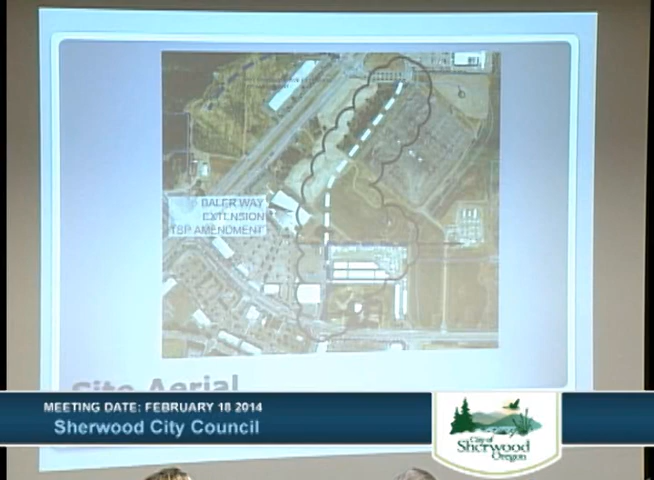 BALER WAY
EXTENSION
TSP AMENDMENT
Site Aerial
MEETING DATE: FEBRUARY 18 2014
Sherwood City Council
City of
Sherwood
Oregon